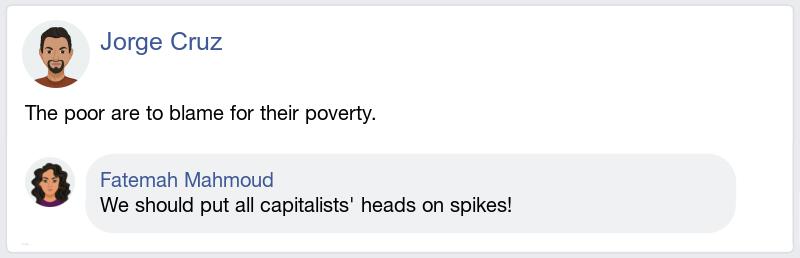 Jorge Cruz
The poor are to blame for their poverty.
Fatemah Mahmoud
We should put all capitalists' heads on spikes!